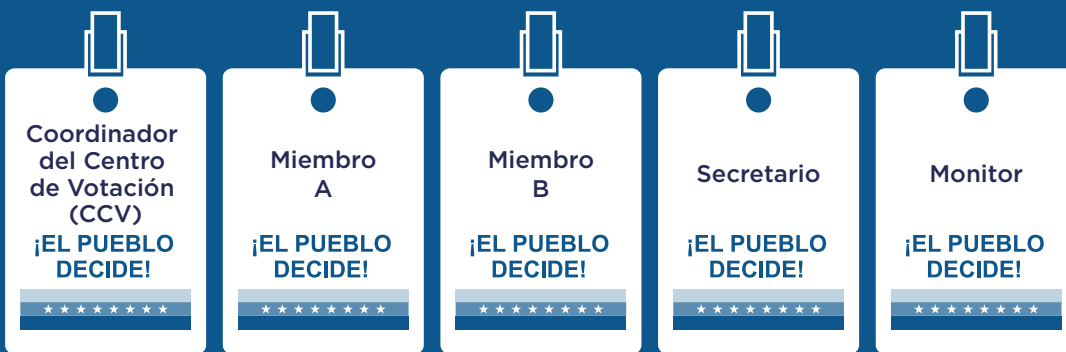 Coordinador
del Centro
de Votación
(CCV)
¡EL PUEBLO
DECIDE!
Miembro
A
¡EL PUEBLO
DECIDE!
Miembro
B
¡EL PUEBLO
DECIDE!
Secretario
¡EL PUEBLO
DECIDE!
Monitor
¡EL PUEBLO
DECIDE!